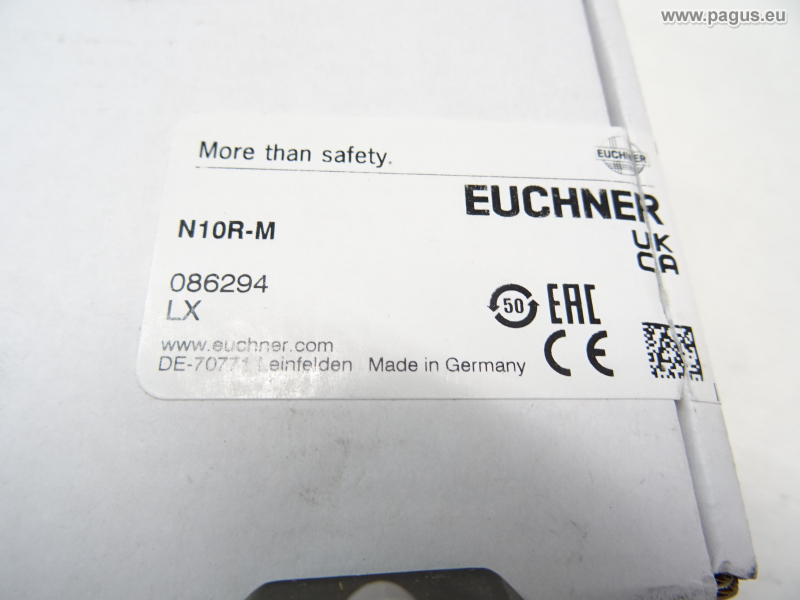 www.pagus.eu
More than safety.
EUCHNER
EUCHNER
N10R-M
UK
CA
086294
LX
50
EAC
CE
www.euchner.com
DE-70771 Leinfelden Made in Germany